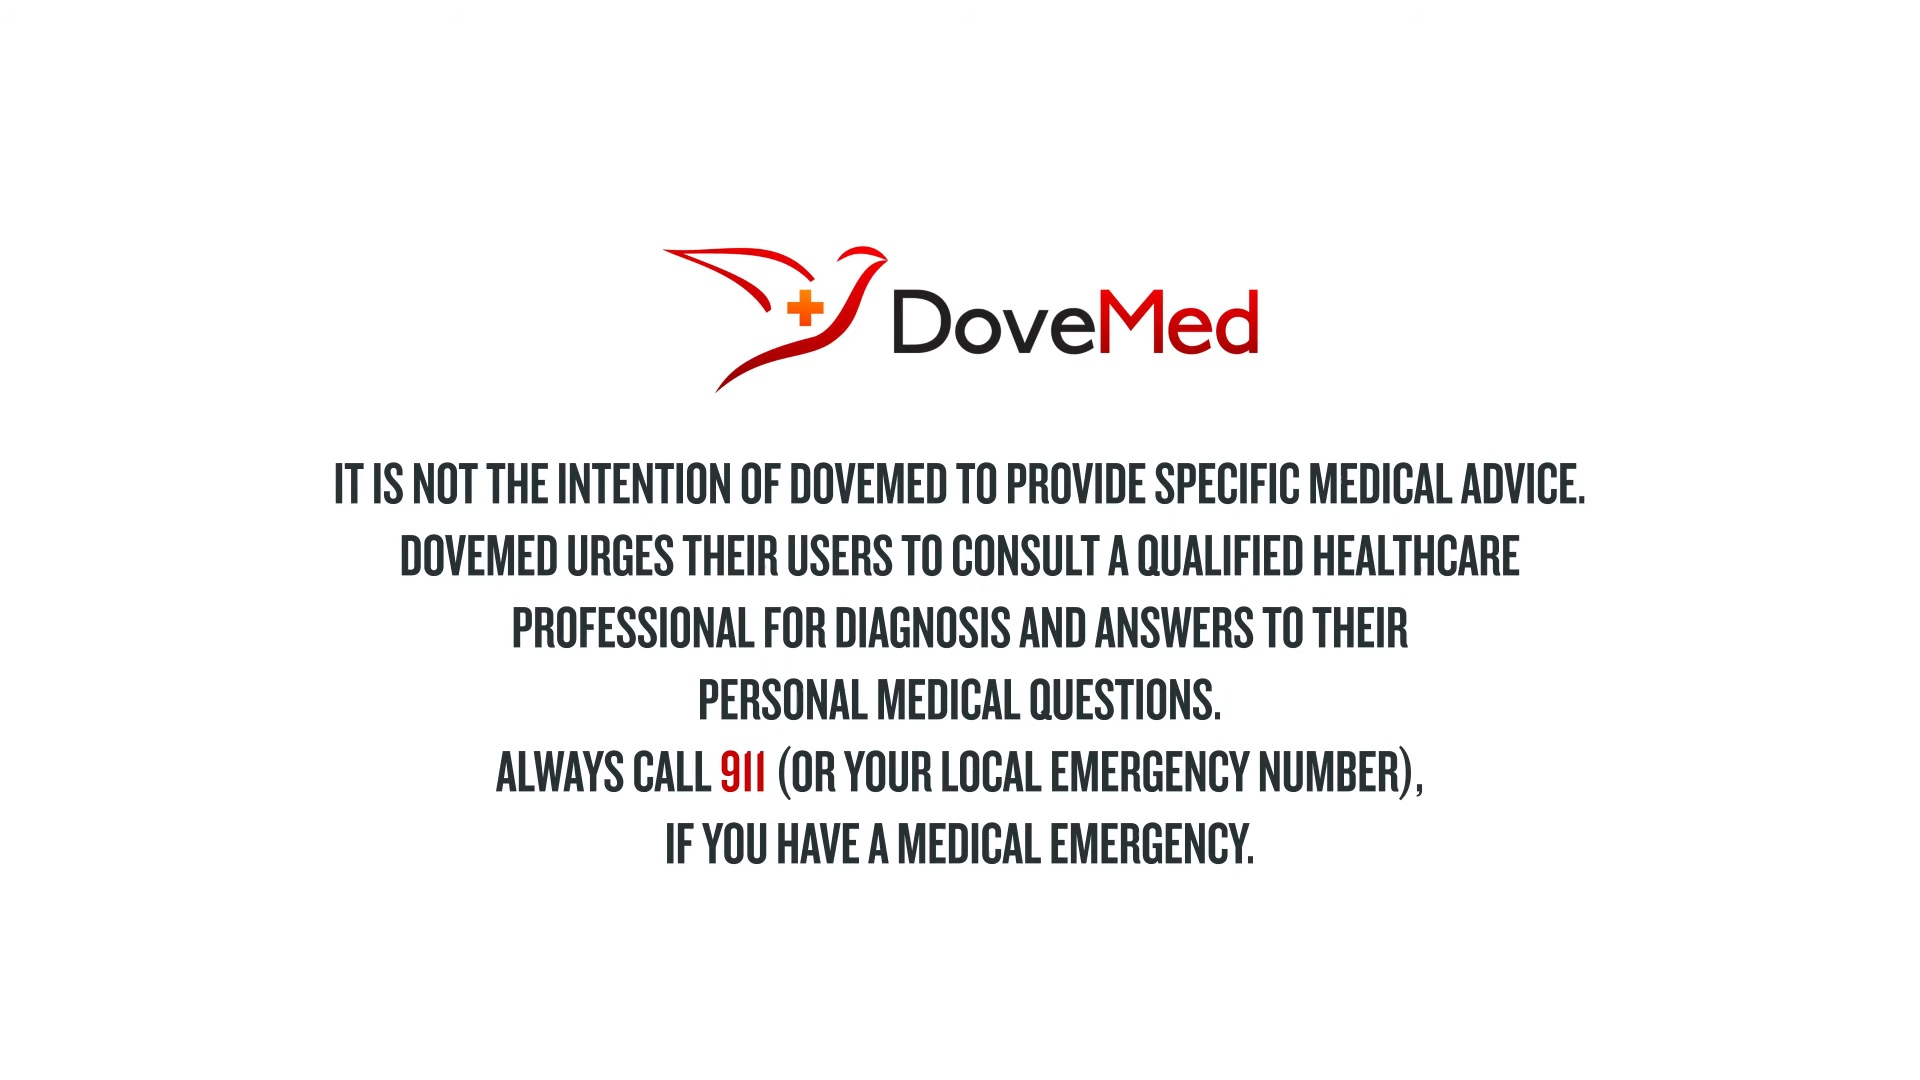 DoveMed
IT IS NOT THE INTENTION OF DOVEMED TO PROVIDE SPECIFIC MEDICAL ADVICE.
DOVEMED URGES THEIR USERS TO CONSULT A QUALIFIED HEALTHCARE
PROFESSIONAL FOR DIAGNOSIS AND ANSWERS TO THEIR
PERSONAL MEDICAL QUESTIONS.
ALWAYS CALL 911 (OR YOUR LOCAL EMERGENCY NUMBER),
IF YOU HAVE A MEDICAL EMERGENCY.